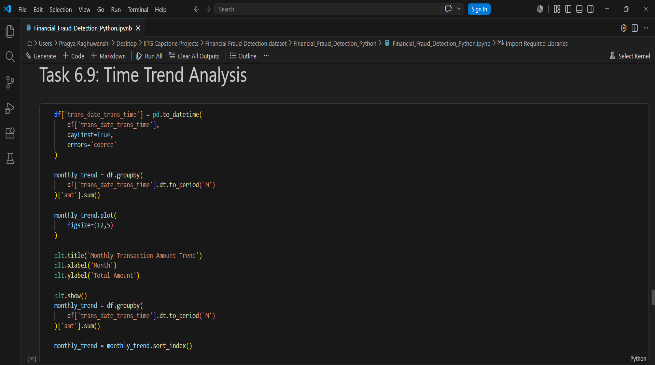 File Edit Selection View Go Run Terminal Help
Search
Sign In
Financial_Fraud_Detection_Python.ipynb
C: > Users > Pragya Raghuwanshi > Desktop > ETG Capstone Projects > Financial Fraud Detection dataset > Financial_Fraud_Detection_Python > Financial_Fraud_Detection_Python.ipynb > Import Required Libraries
Generate + Code + Markdown Run All Clear All Outputs Outline ...
Select Kernel
Task 6.9: Time Trend Analysis
df['trans_date_trans_time'] = pd.to_datetime(
df['trans_date_trans_time'],
dayfirst=True,
errors='coerce'
)
monthly_trend = df.groupby(
df['trans_date_trans_time'].dt.to_period('M')
)['amt'].sum()
monthly_trend.plot(
figsize=(12,5)
)
plt.title('Monthly Transaction Amount Trend')
plt.xlabel('Month')
plt.ylabel('Total Amount')
plt.show()
monthly_trend = df.groupby(
df['trans_date_trans_time'].dt.to_period('M')
)['amt'].sum()
monthly_trend = monthly_trend.sort_index()
Python